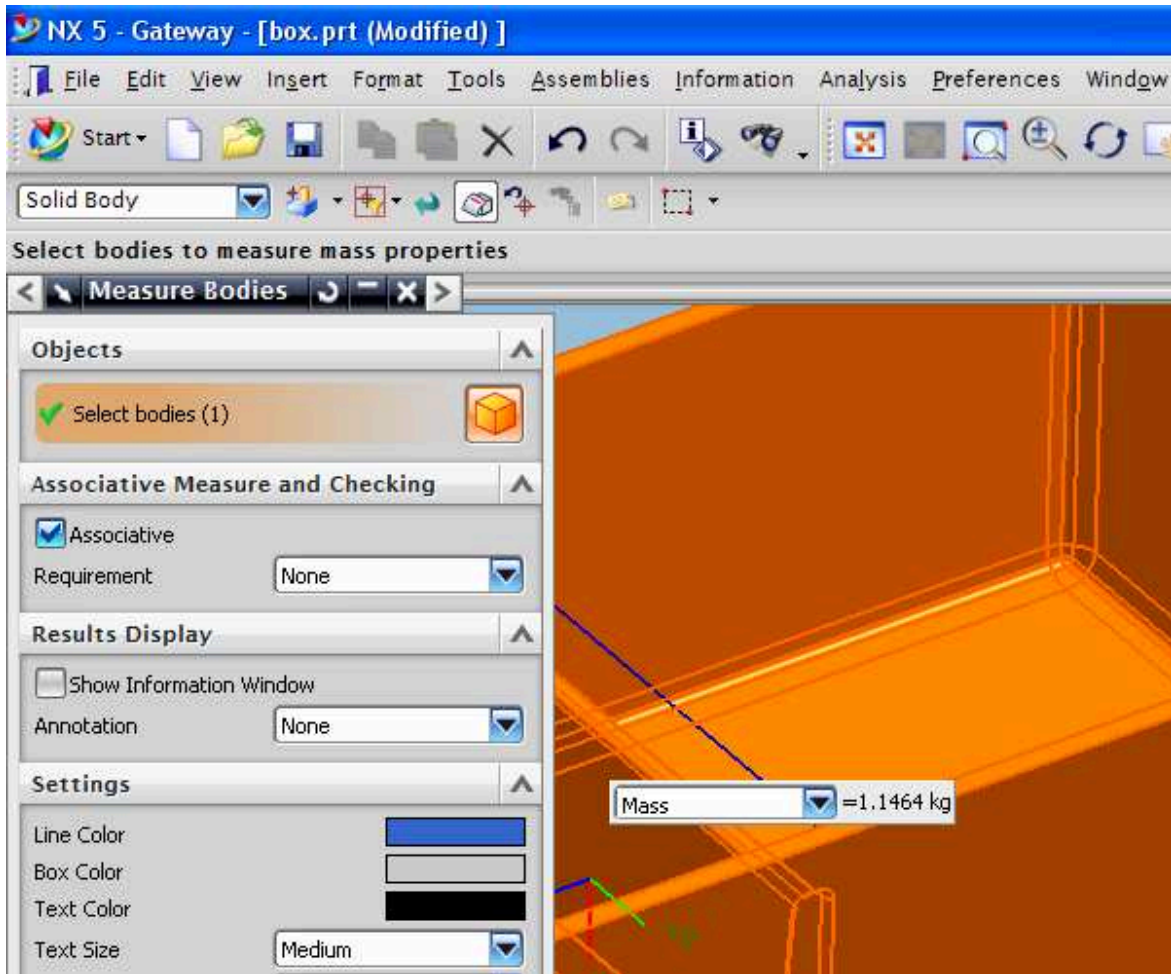 NX 5 - Gateway - [box.prt (Modified) ]
File Edit View Insert Format Tools Assemblies Information Analysis Preferences Window
Start
Solid Body
Select bodies to measure mass properties
Measure Bodies
Objects
Select bodies (1)
Associative Measure and Checking
Associative
Requirement None
Results Display
Show Information Window
Annotation None
Settings
Mass =1.1464 kg
Line Color
Box Color
Text Color
Text Size Medium